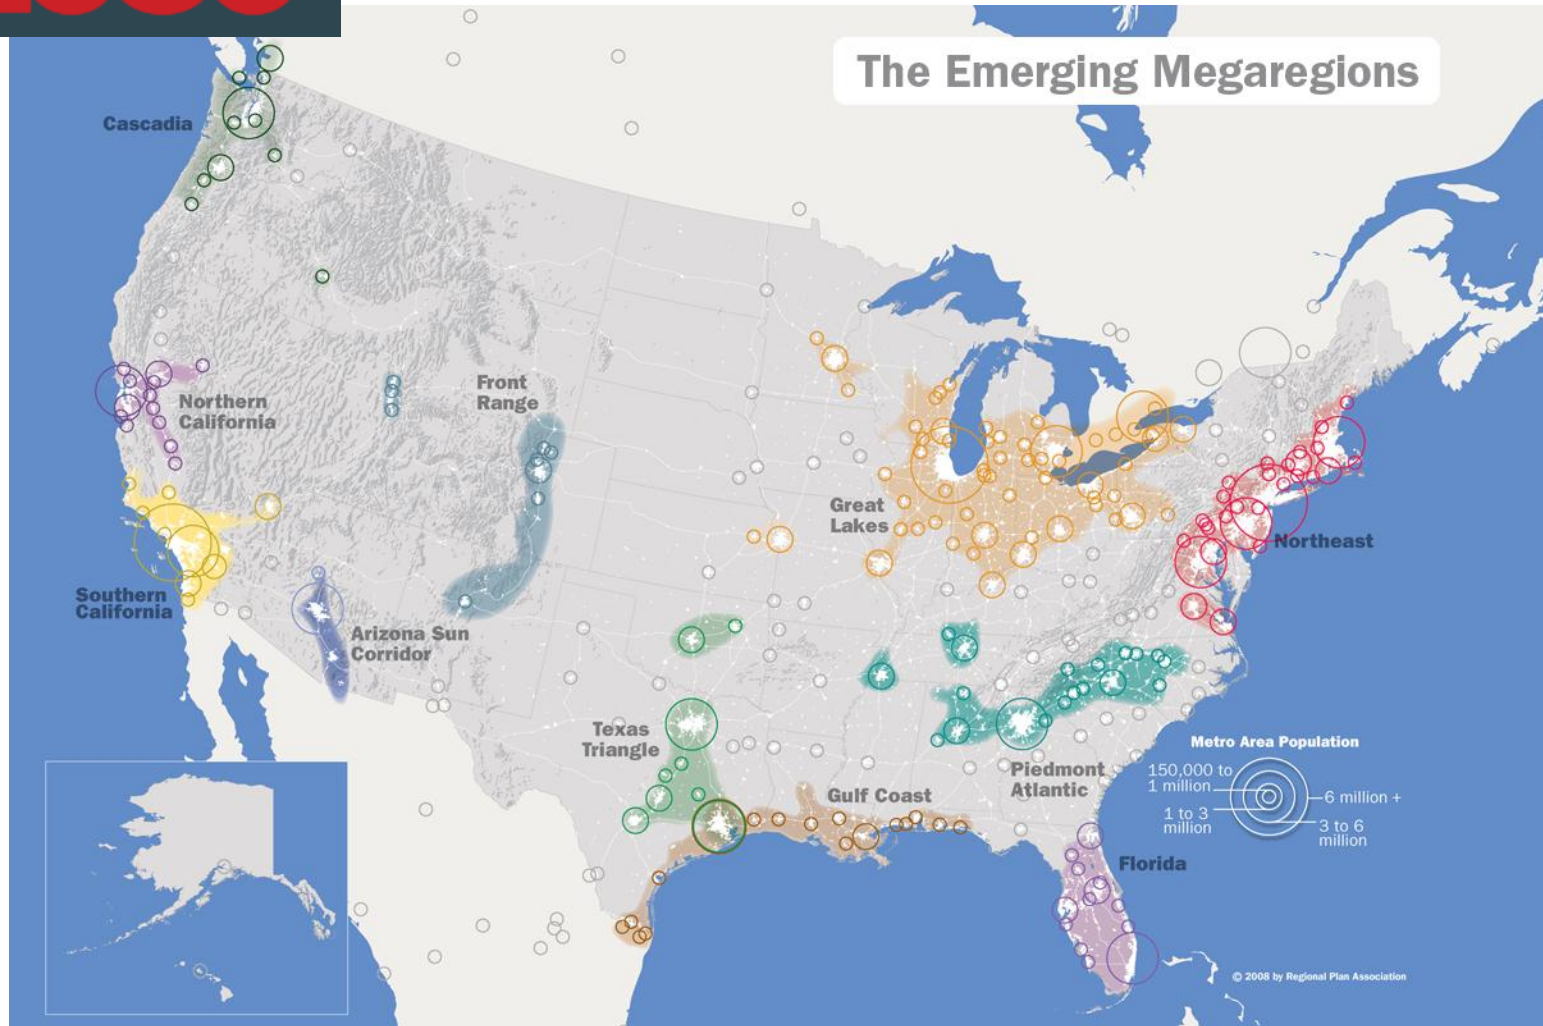 The Emerging Megaregions
Cascadia
Northern
California
Front
Range
Great
Lakes
Northeast
Southern
California
Arizona Sun
Corridor
Texas
Triangle
Gulf Coast
Piedmont
Atlantic
Florida
Metro Area Population
150,000 to
1 million
1 to 3
million
6 million +
3 to 6
million
© 2008 by Regional Plan Association